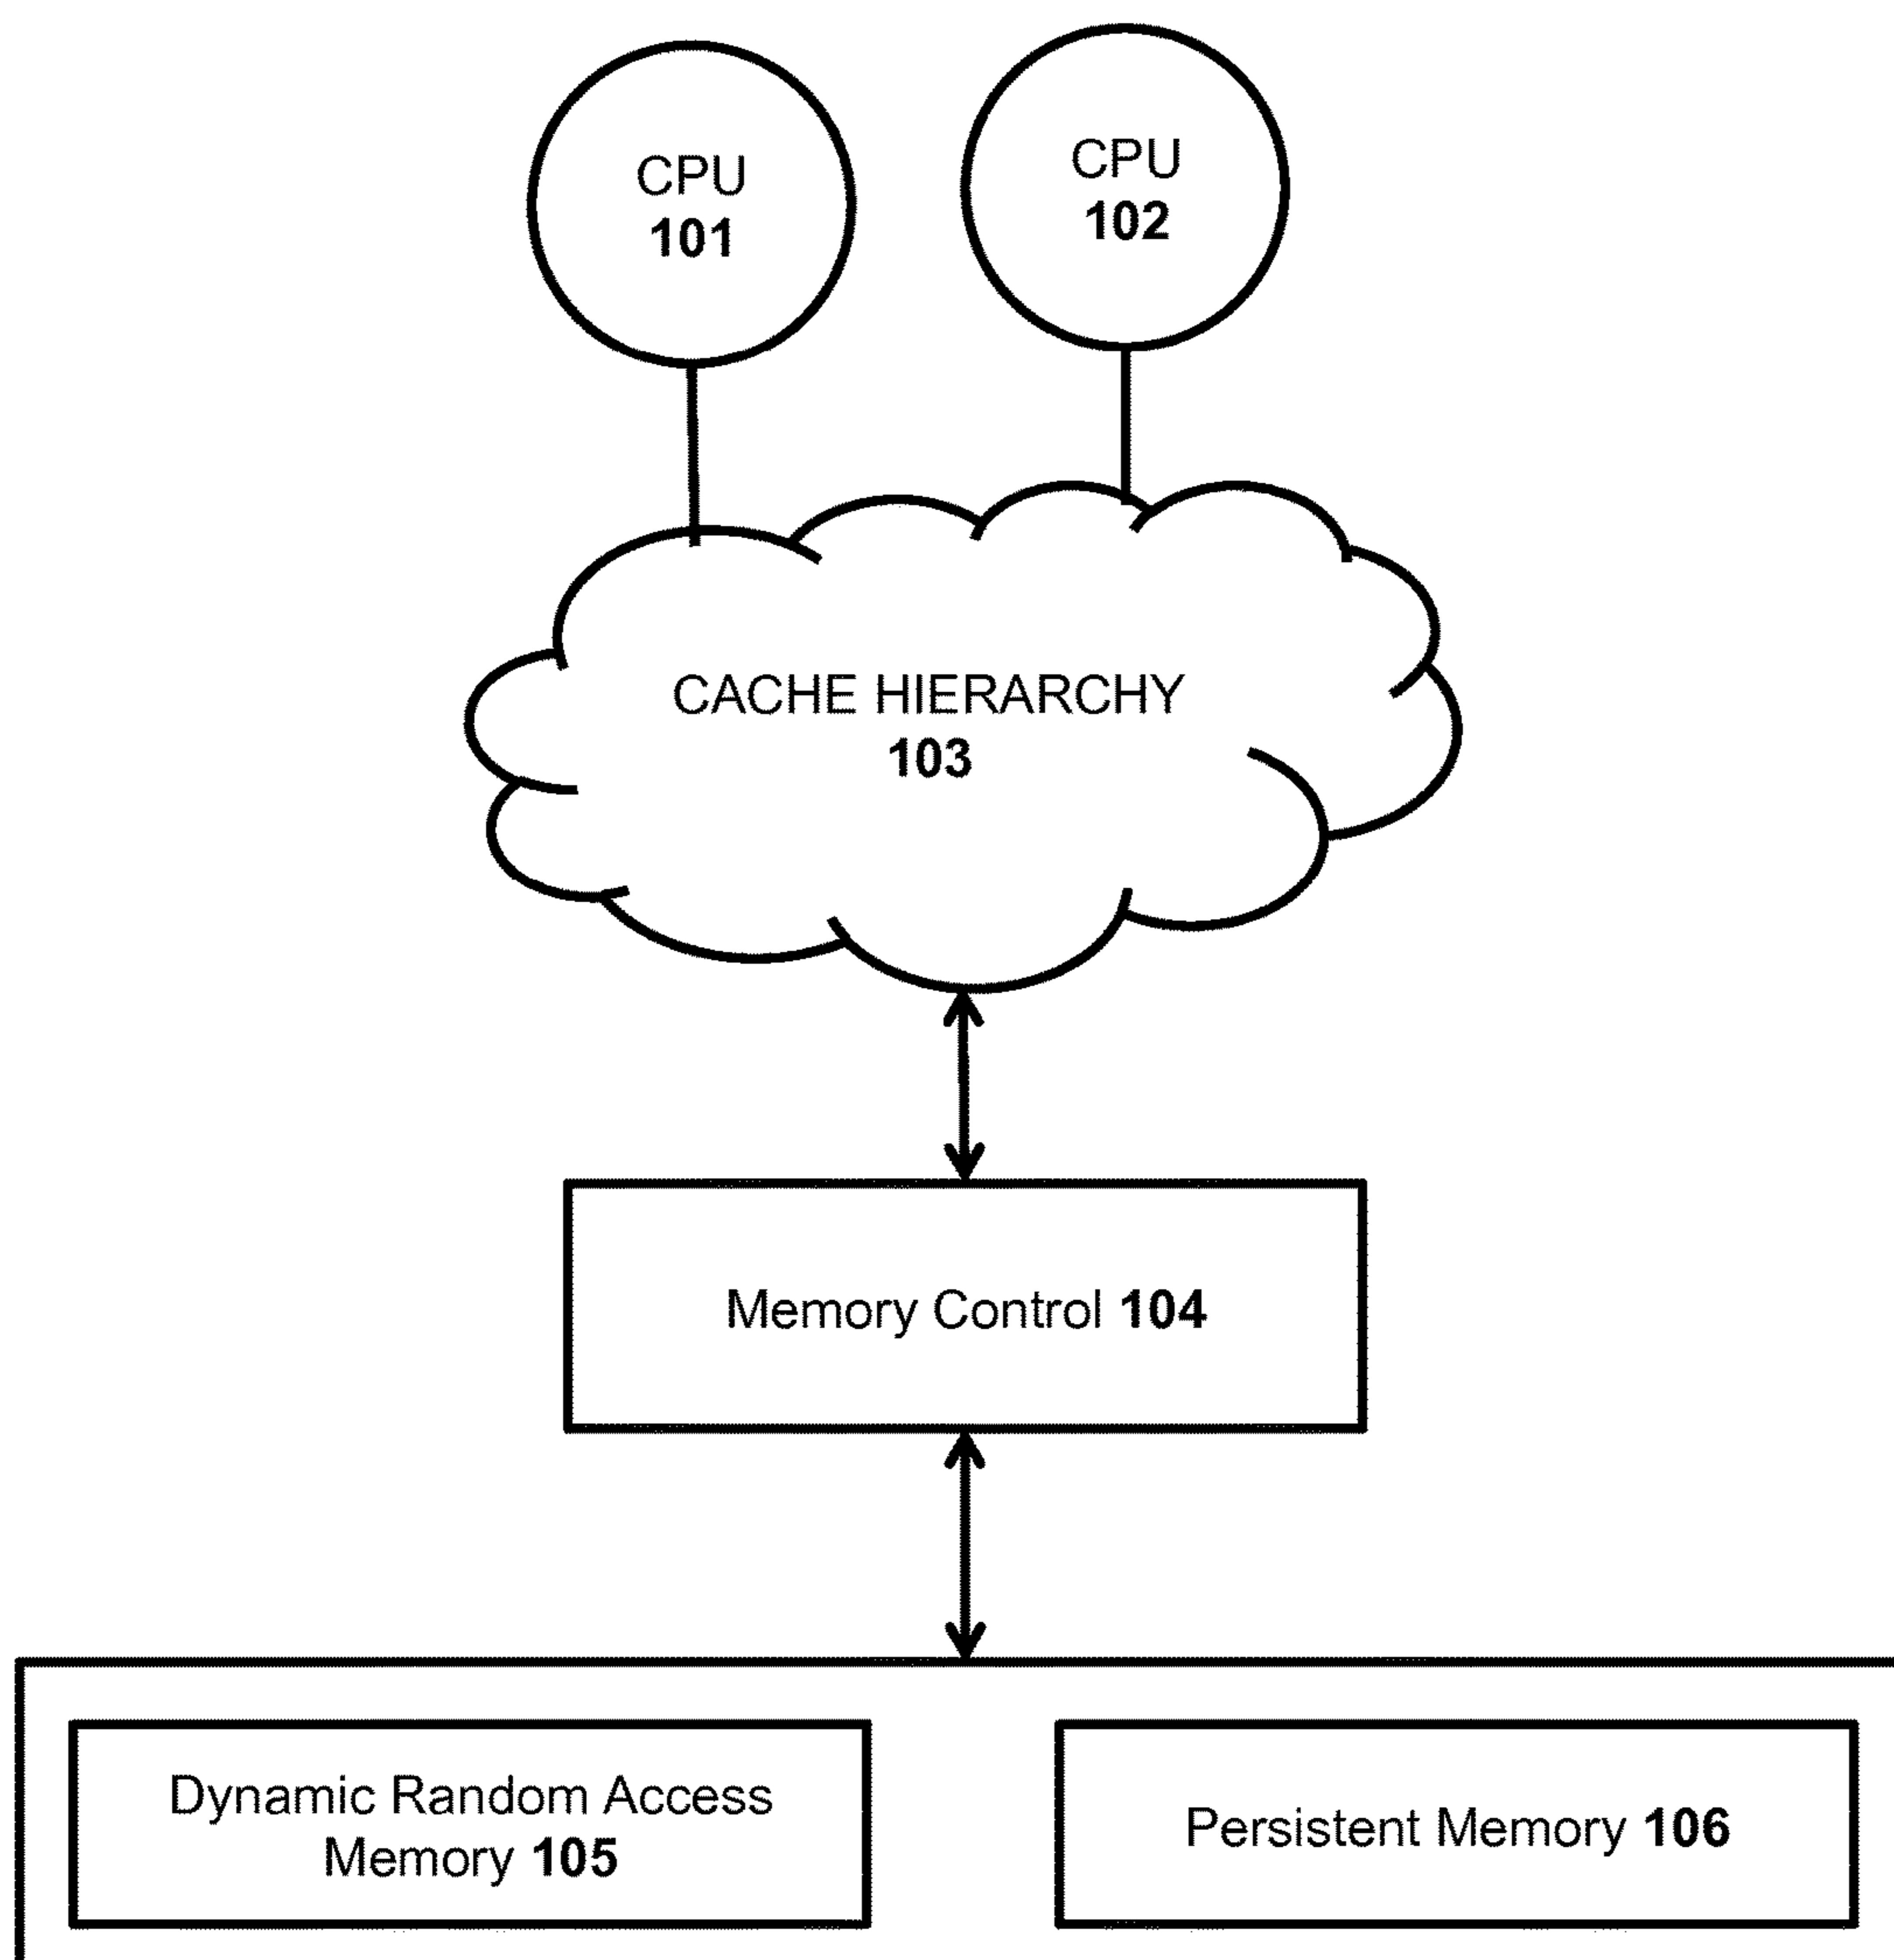 CPU
101
CPU
102
CACHE HIERARCHY
103
Memory Control 104
Dynamic Random Access
Memory 105
Persistent Memory 106